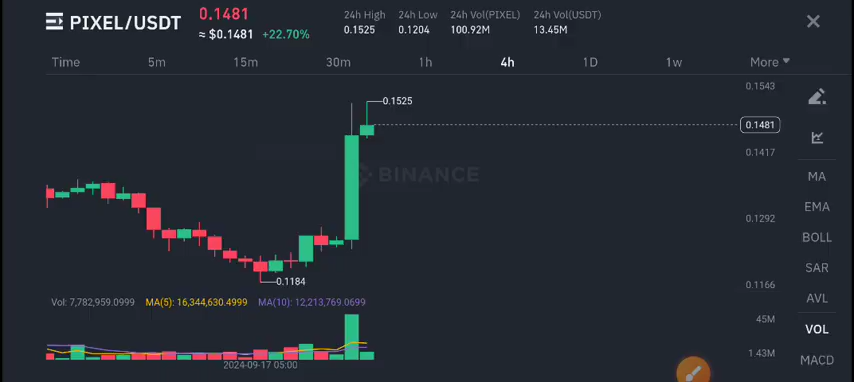 PIXEL/USDT
0.1481
≈ $0.1481 +22.70%
24h High
0.1525
24h Low
0.1204
24h Vol(PIXEL)
100.92M
24h Vol(USDT)
13.45M
Time 5m 15m 30m 1h 4h 1D 1w More
0.1543
0.1525
0.1481
0.1417
BINANCE
0.1292
0.1184
0.1166
MA
EMA
BOLL
SAR
AVL
VOL
MACD
Vol: 7,782,959.0999 MA(5): 16,344,630.4999 MA(10): 12,213,769.0699
45M
1.43M
2024-09-17 05:00